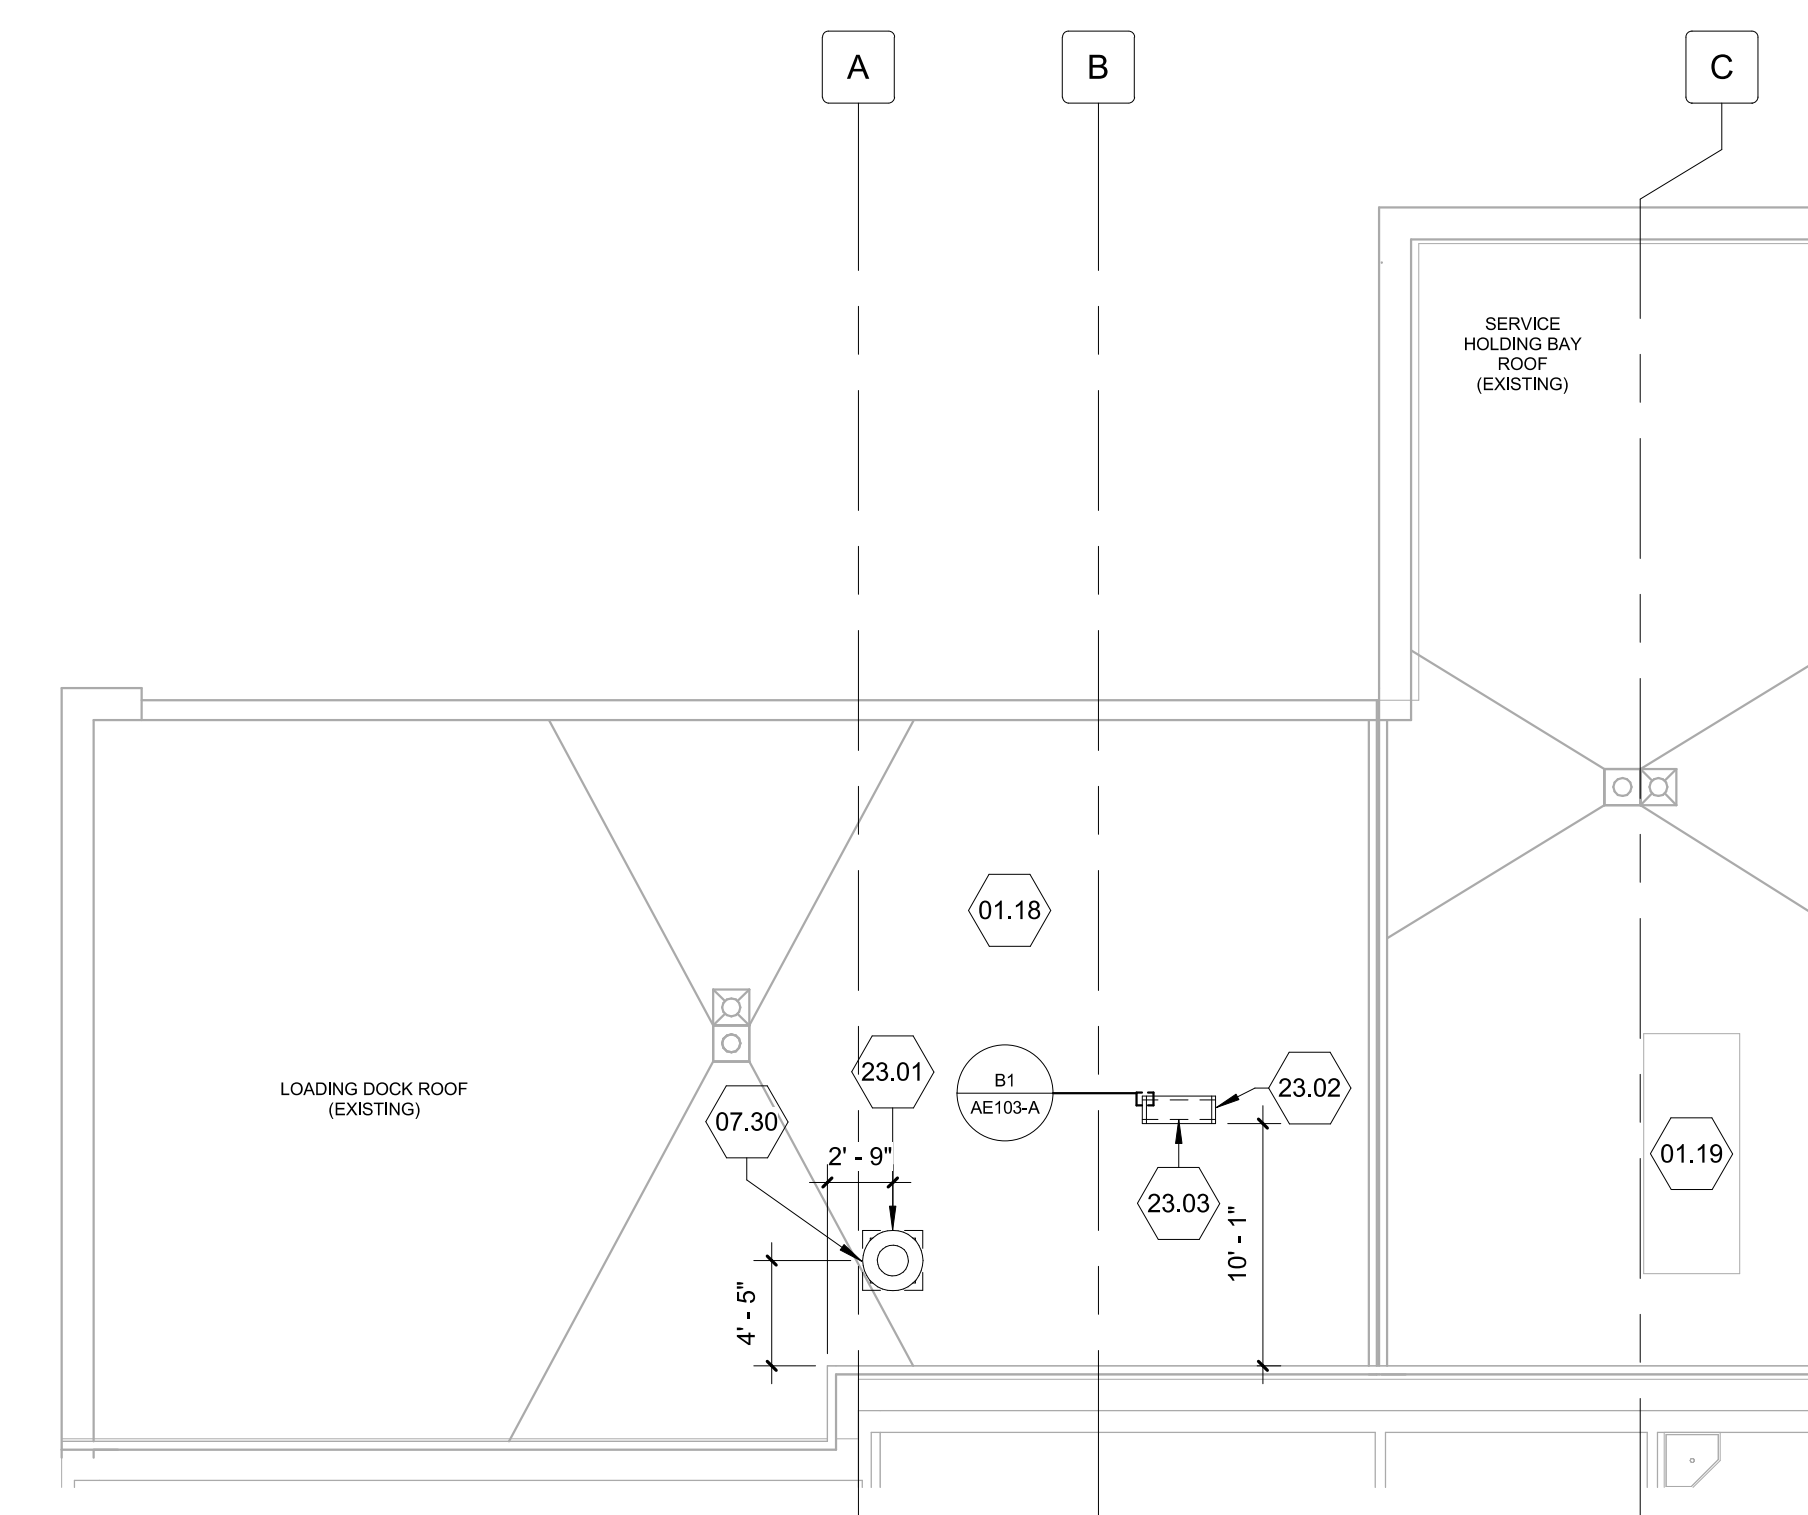 A
B
C
SERVICE
HOLDING BAY
ROOF
(EXISTING)
01.18
LOADING DOCK ROOF
(EXISTING)
07.30
23.01
B1
AE103-A
23.02
23.03
01.19
2' - 9"
4' - 5"
10' - 1"